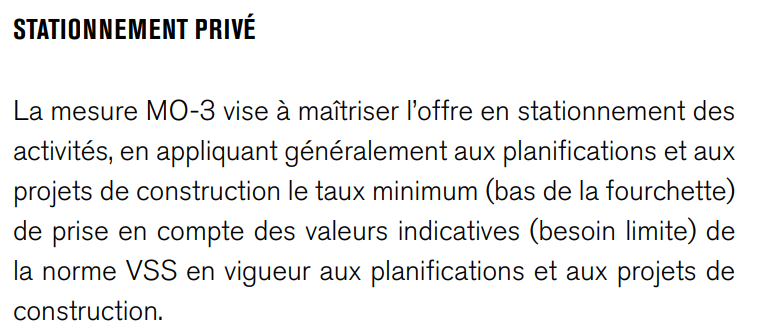 STATIONNEMENT PRIVÉ
La mesure MO-3 vise à maîtriser l’offre en stationnement des
activités, en appliquant généralement aux planifications et aux
projets de construction le taux minimum (bas de la fourchette)
de prise en compte des valeurs indicatives (besoin limite) de
la norme VSS en vigueur aux planifications et aux projets de
construction.